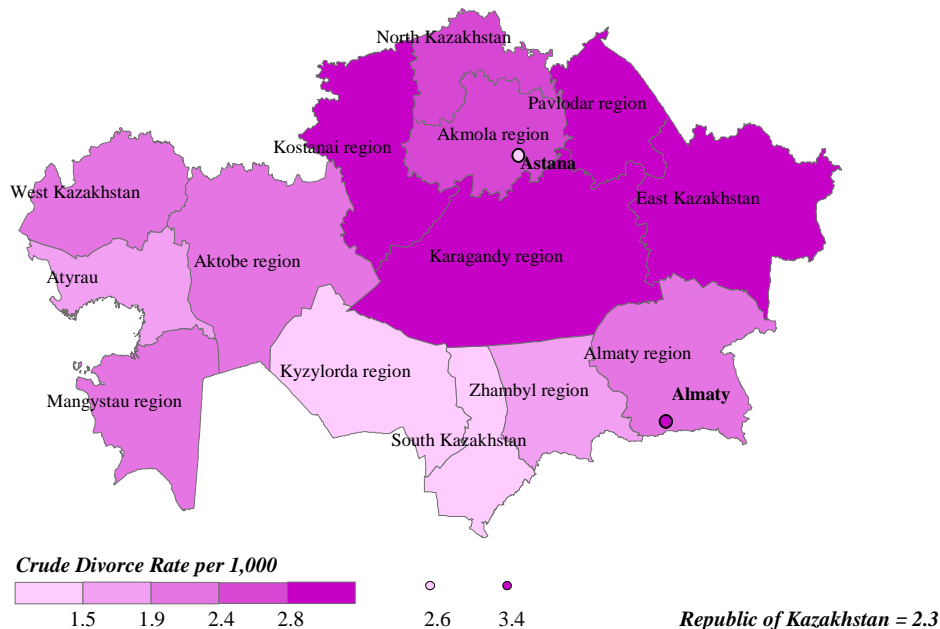 North Kazakhstan
Pavlodar region
Akmola region
Kostanai region
Astana
West Kazakhstan
East Kazakhstan
Karagandy region
Aktobe region
Atyrau
Almaty region
Kyzylorda region
Zhambyl region
Almaty
Mangystau region
South Kazakhstan
Crude Divorce Rate per 1,000
1.5 1.9 2.4 2.8 2.6 3.4
Republic of Kazakhstan = 2.3